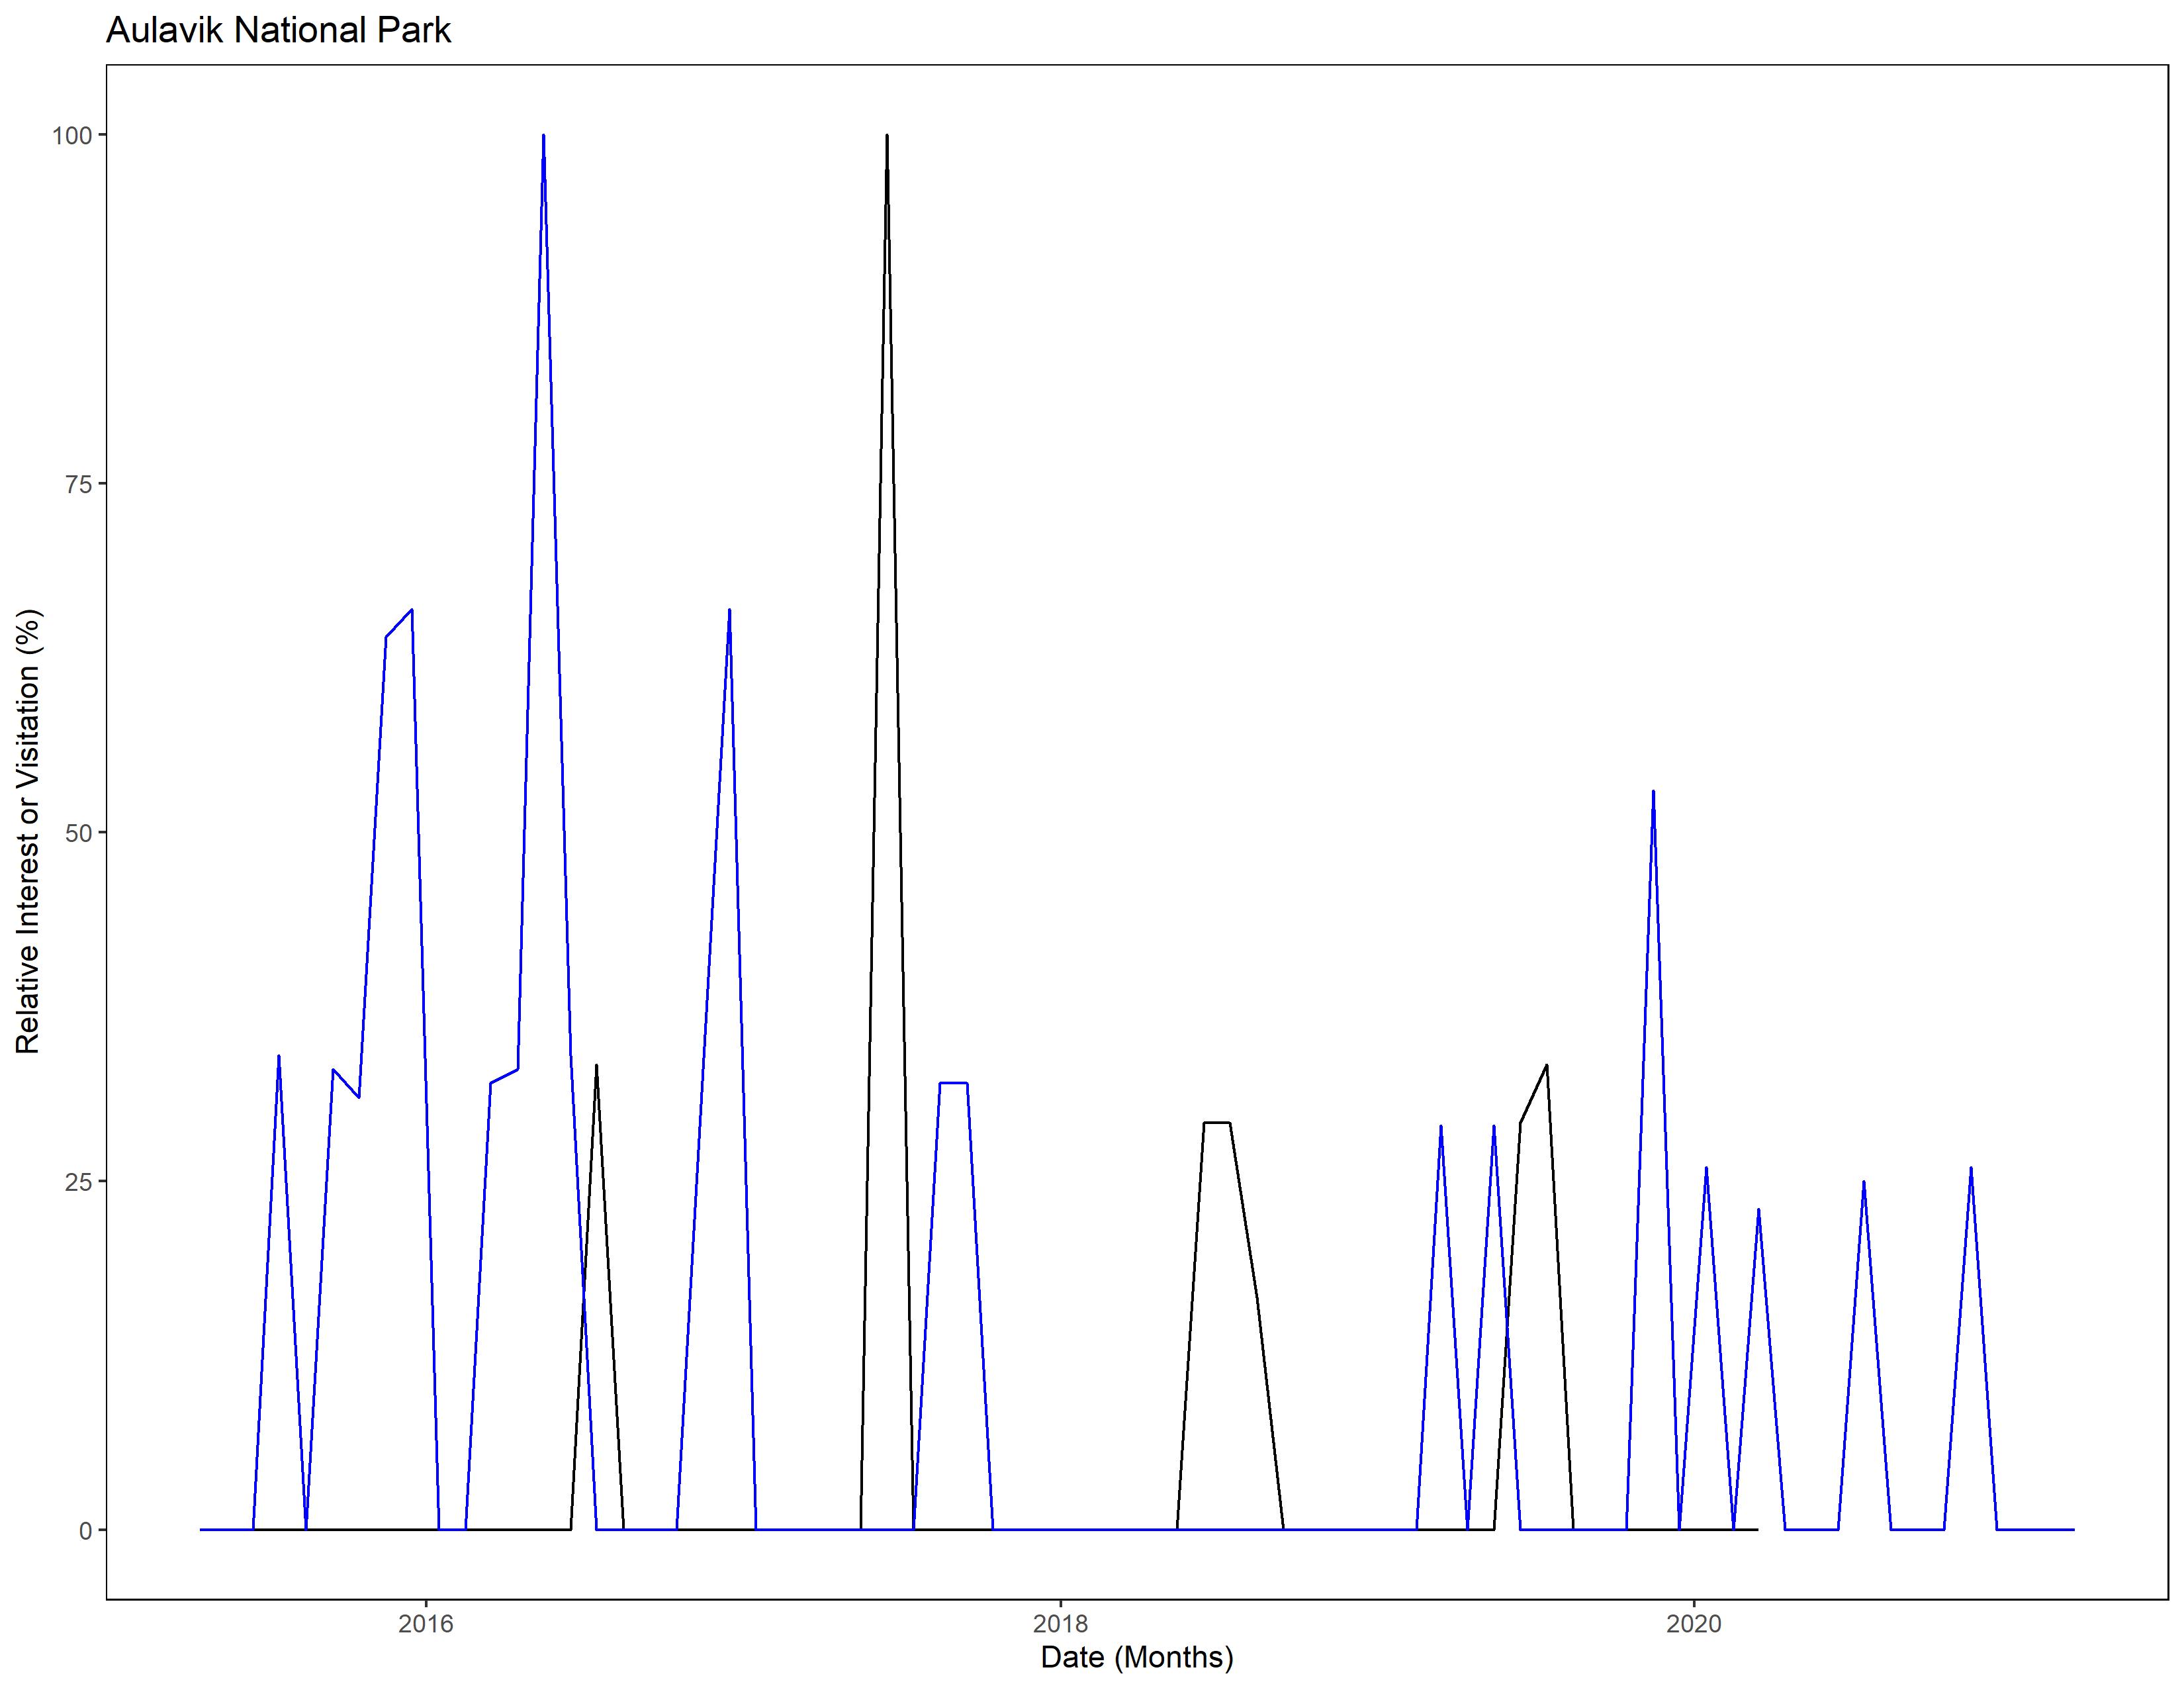 Aulavik National Park
Relative Interest or Visitation (%)
100
75
50
25
0
2016
2018
2020
Date (Months)